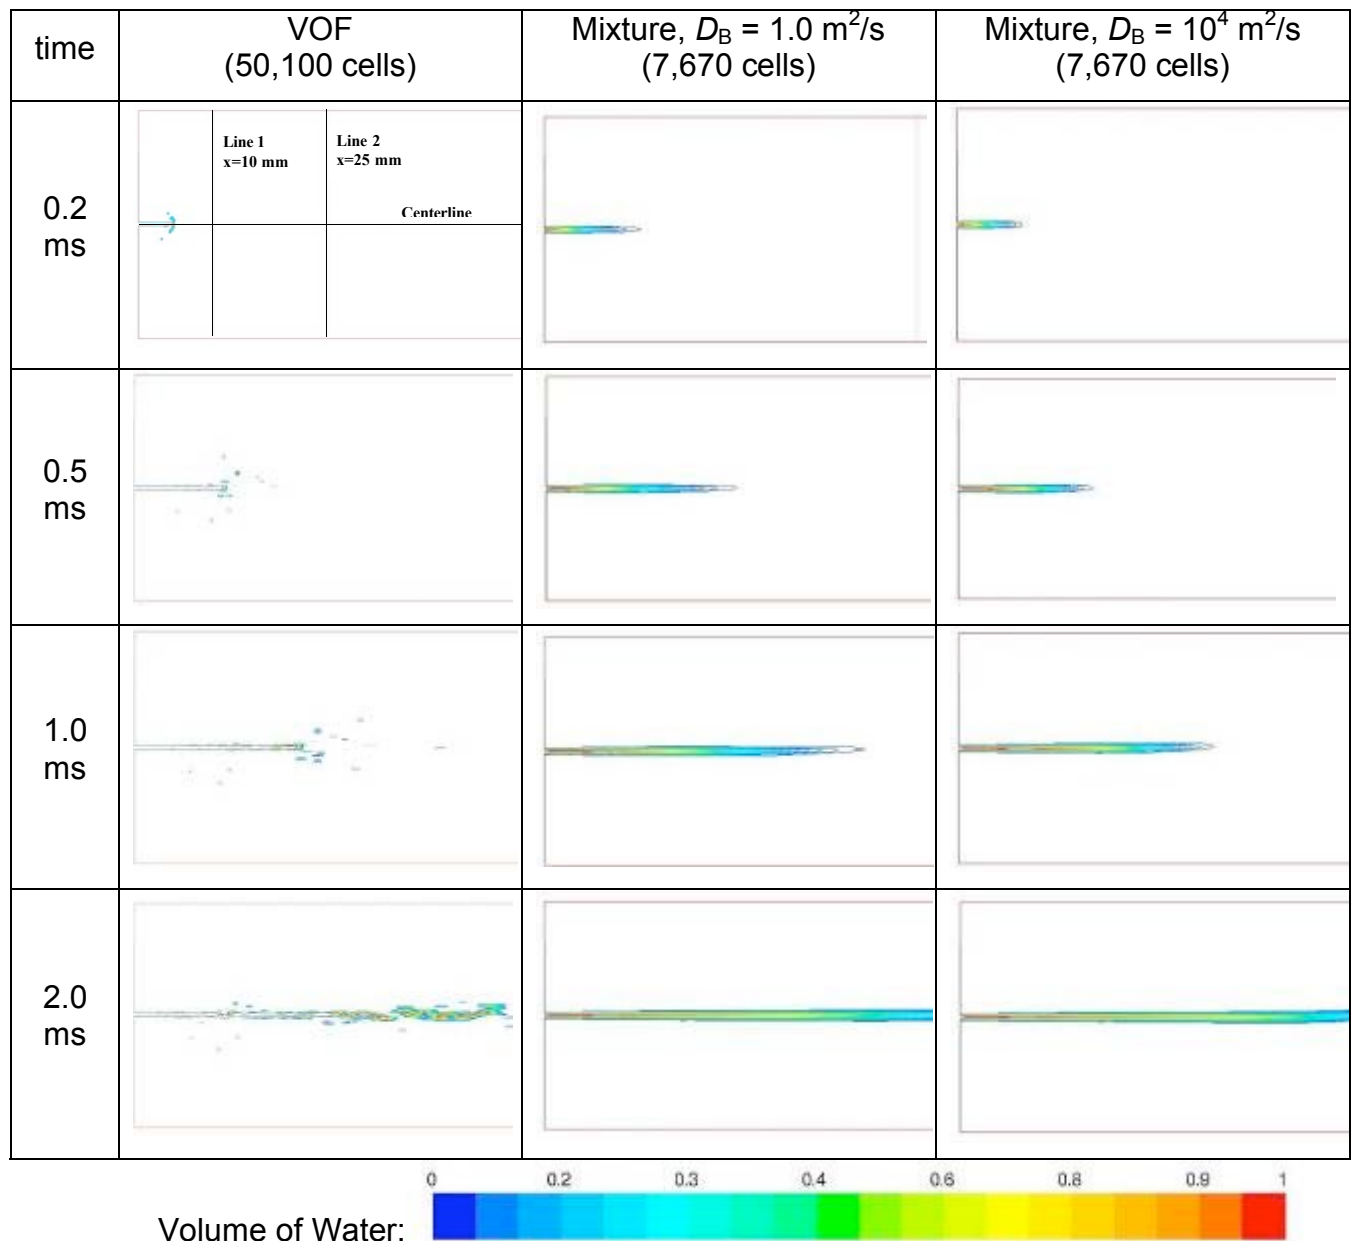 time
VOF
(50,100 cells)
Mixture, D_B = 1.0 m²/s
(7,670 cells)
Mixture, D_B = 10⁴ m²/s
(7,670 cells)
0.2
ms
Line 1
x=10 mm
Line 2
x=25 mm
Centerline
0.5
ms
1.0
ms
2.0
ms
0 0.2 0.3 0.4 0.6 0.8 0.9 1
Volume of Water: